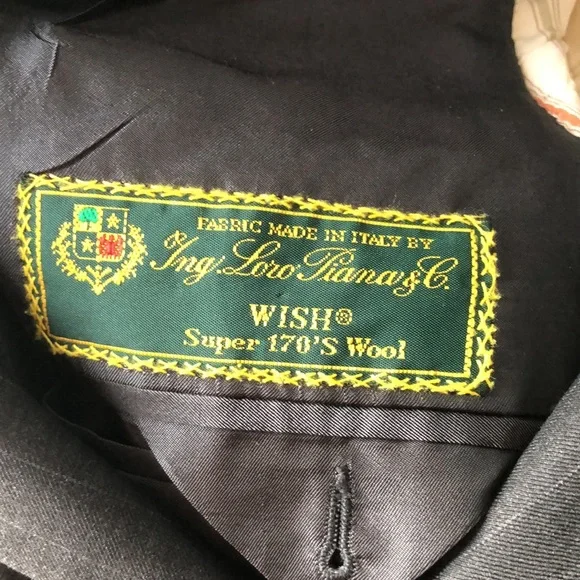 FABRIC MADE IN ITALY BY
Ing. Loro Piana & C.
WISH®
Super 170'S Wool